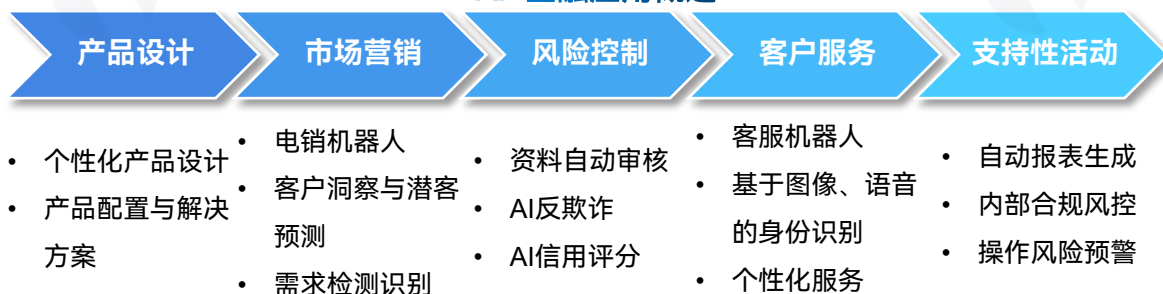 产品设计
市场营销
风险控制
客户服务
支持性活动
• 个性化产品设计
• 产品配置与解决
方案
• 电销机器人
• 客户洞察与潜客
预测
• 需求检测识别
• 资料自动审核
• AI反欺诈
• AI信用评分
• 客服机器人
• 基于图像、语音
的身份识别
• 个性化服务
• 自动报表生成
• 内部合规风控
• 操作风险预警